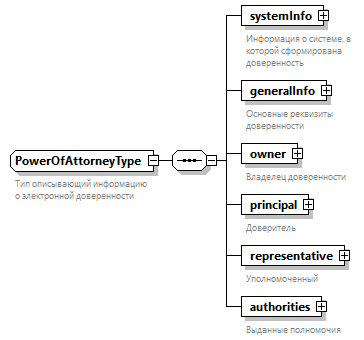 systemInfo
Информация о системе, в
которой сформирована
доверенность
generalInfo
Основные реквизиты
доверенности
owner
Владелец доверенности
PowerOfAttorneyType
Тип описывающий информацию
о электронной доверенности
principal
Доверитель
representative
Уполномоченный
authorities
Выданные полномочия